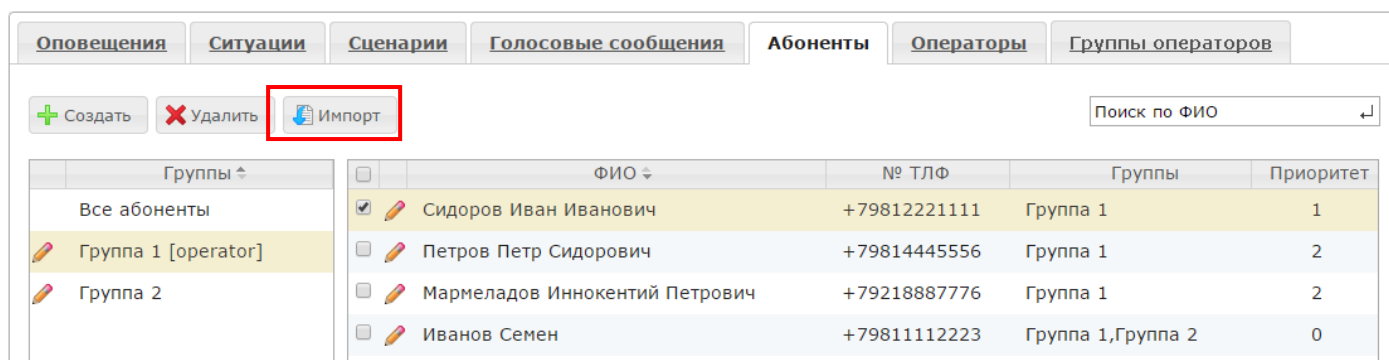 Оповещения Ситуации Сценарии Голосовые сообщения Абоненты Операторы Группы операторов
Создать Удалить Импорт Поиск по ФИО
Группы ФИО № ТЛФ Группы Приоритет
Все абоненты Сидоров Иван Иванович +79812221111 Группа 1 1
Группа 1 [operator] Петров Петр Сидорович +79814445556 Группа 1 2
Группа 2 Мармеладов Иннокентий Петрович +79218887776 Группа 1 2
Иванов Семен +79811112223 Группа 1,Группа 2 0